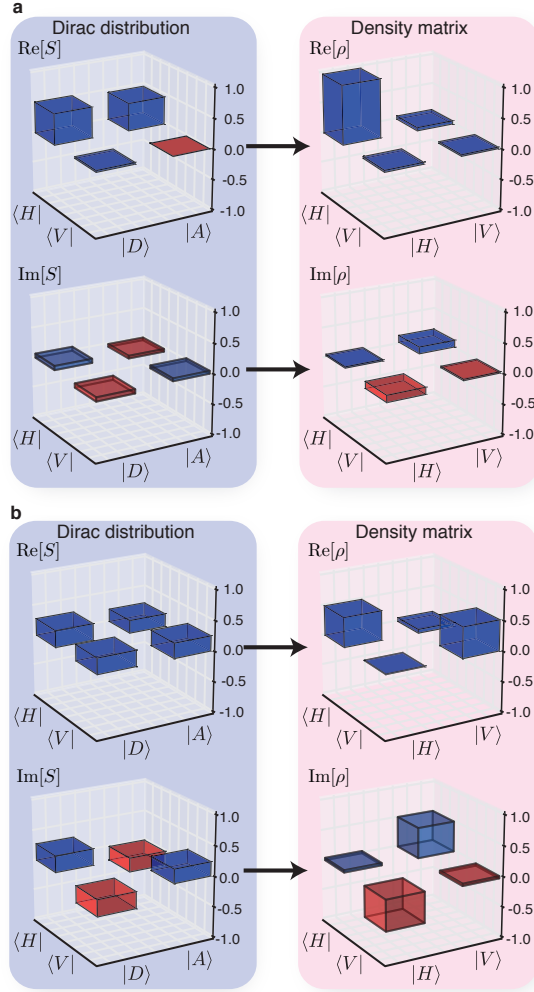 a
Dirac distribution
Density matrix
Re[S]
Re[ρ]
1.0
0.5
0.0
-0.5
-1.0
⟨H|
⟨V|
|D⟩
|A⟩
1.0
0.5
0.0
-0.5
-1.0
⟨H|
⟨V|
|H⟩
|V⟩
Im[S]
Im[ρ]
1.0
0.5
0.0
-0.5
-1.0
⟨H|
⟨V|
|D⟩
|A⟩
1.0
0.5
0.0
-0.5
-1.0
⟨H|
⟨V|
|H⟩
|V⟩
b
Dirac distribution
Density matrix
Re[S]
Re[ρ]
1.0
0.5
0.0
-0.5
-1.0
⟨H|
⟨V|
|D⟩
|A⟩
1.0
0.5
0.0
-0.5
-1.0
⟨H|
⟨V|
|H⟩
|V⟩
Im[S]
Im[ρ]
1.0
0.5
0.0
-0.5
-1.0
⟨H|
⟨V|
|D⟩
|A⟩
1.0
0.5
0.0
-0.5
-1.0
⟨H|
⟨V|
|H⟩
|V⟩